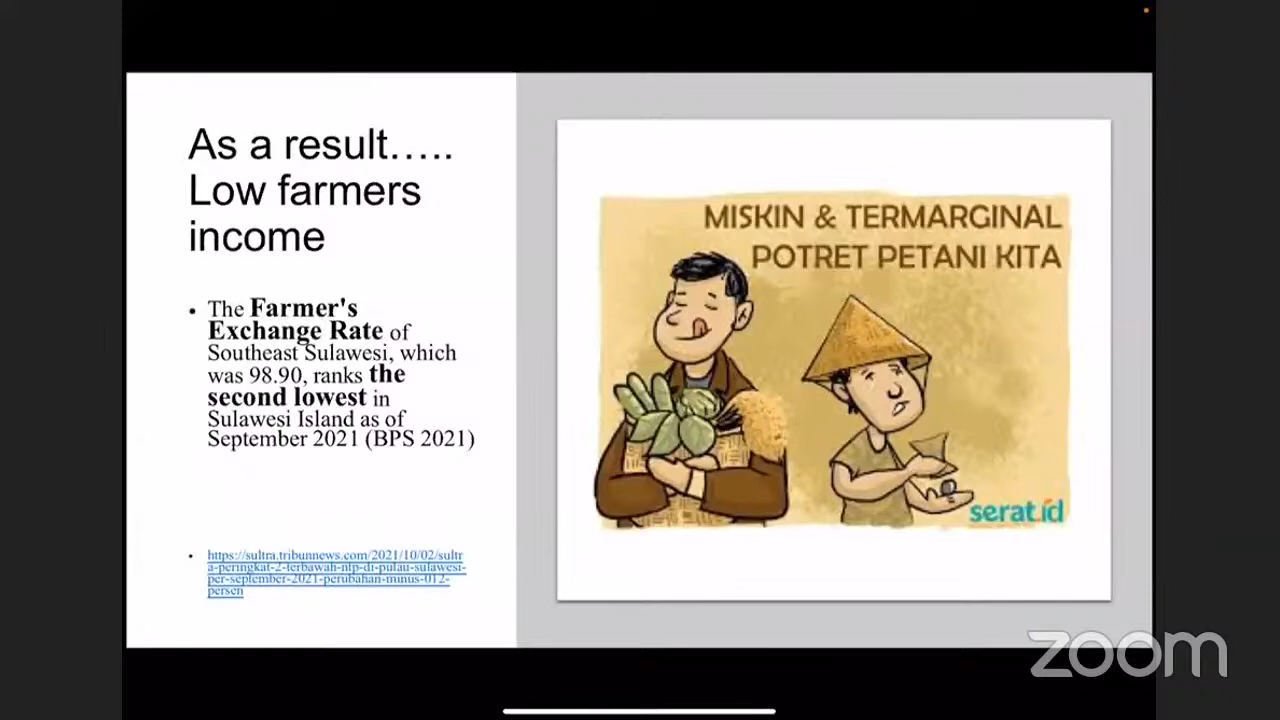 As a result…..
Low farmers
income
• The Farmer's
Exchange Rate of
Southeast Sulawesi, which
was 98.90, ranks the
second lowest in
Sulawesi Island as of
September 2021 (BPS 2021)
• https://sultra.tribunnews.com/2021/10/02/sultr
a-peringkat-2-terbawah-ntp-di-pulau-sulawesi-
per-september-2021-perubahan-minus-012-
persen
MISKIN & TERMARGINAL
POTRET PETANI KITA
serat.id
zoom